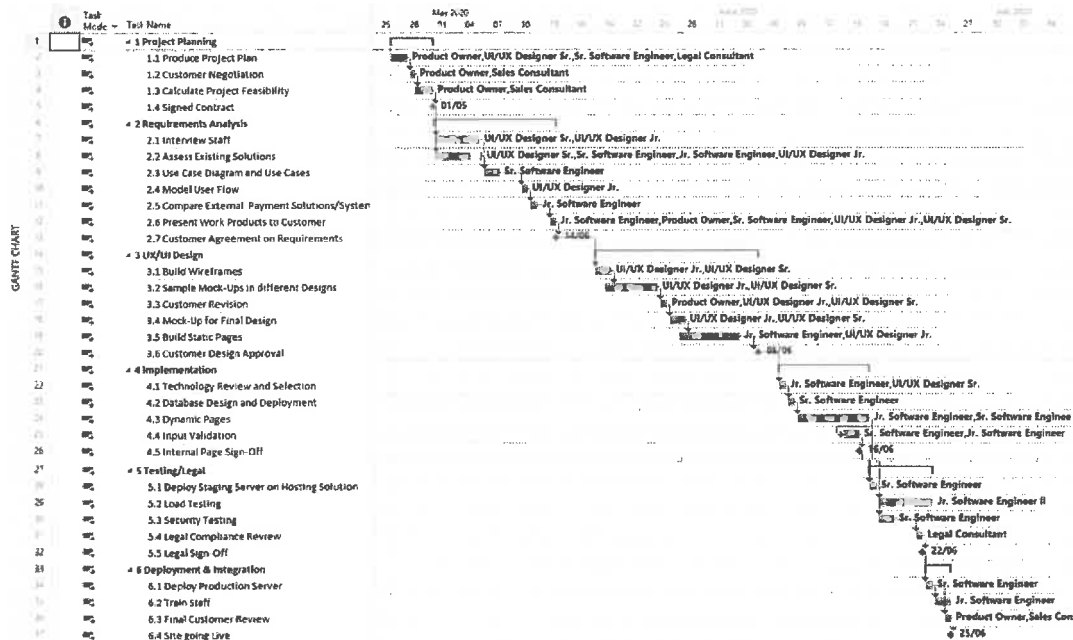 Task Mode Task Name
May 2020
25 28 01 04 07 10 28 27
1 1 Project Planning
1.1 Produce Project Plan Product Owner,UI/UX Designer Sr.,Sr. Software Engineer,Legal Consultant
1.2 Customer Negotiation Product Owner,Sales Consultant
1.3 Calculate Project Feasibility Product Owner,Sales Consultant
1.4 Signed Contract 01/05
2 Requirements Analysis
2.1 Interview Staff UI/UX Designer Sr.,UI/UX Designer Jr.
2.2 Assess Existing Solutions UI/UX Designer Sr.,Sr. Software Engineer,Jr. Software Engineer,UI/UX Designer Jr.
2.3 Use Case Diagram and Use Cases Sr. Software Engineer
2.4 Model User Flow UI/UX Designer Jr.
2.5 Compare External Payment Solutions/System Jr. Software Engineer
2.6 Present Work Products to Customer Jr. Software Engineer,Product Owner,Sr. Software Engineer,UI/UX Designer Jr.,UI/UX Designer Sr.
2.7 Customer Agreement on Requirements
GANTT CHART
3 UX/UI Design
3.1 Build Wireframes UI/UX Designer Jr.,UI/UX Designer Sr.
3.2 Sample Mock-Ups in different Designs UI/UX Designer Jr.,UI/UX Designer Sr.
3.3 Customer Revision Product Owner,UI/UX Designer Jr.,UI/UX Designer Sr.
3.4 Mock-Up for Final Design UI/UX Designer Jr.,UI/UX Designer Sr.
3.5 Build Static Pages Jr. Software Engineer,UI/UX Designer Jr.
3.6 Customer Design Approval
4 Implementation
22 4.1 Technology Review and Selection Jr. Software Engineer,UI/UX Designer Sr.
4.2 Database Design and Deployment Sr. Software Engineer
4.3 Dynamic Pages Jr. Software Engineer,Sr. Software Enginee
4.4 Input Validation Sr. Software Engineer,Jr. Software Engineer
26 4.5 Internal Page Sign-Off 16/06
5 Testing/Legal
5.1 Deploy Staging Server on Hosting Solution Sr. Software Engineer
5.2 Load Testing Jr. Software Engineer II
5.3 Security Testing Sr. Software Engineer
5.4 Legal Compliance Review Legal Consultant
32 5.5 Legal Sign-Off 22/06
33 6 Deployment & Integration
6.1 Deploy Production Server Sr. Software Engineer
6.2 Train Staff Jr. Software Engineer
6.3 Final Customer Review Product Owner,Sales Con
6.4 Site going Live 25/06